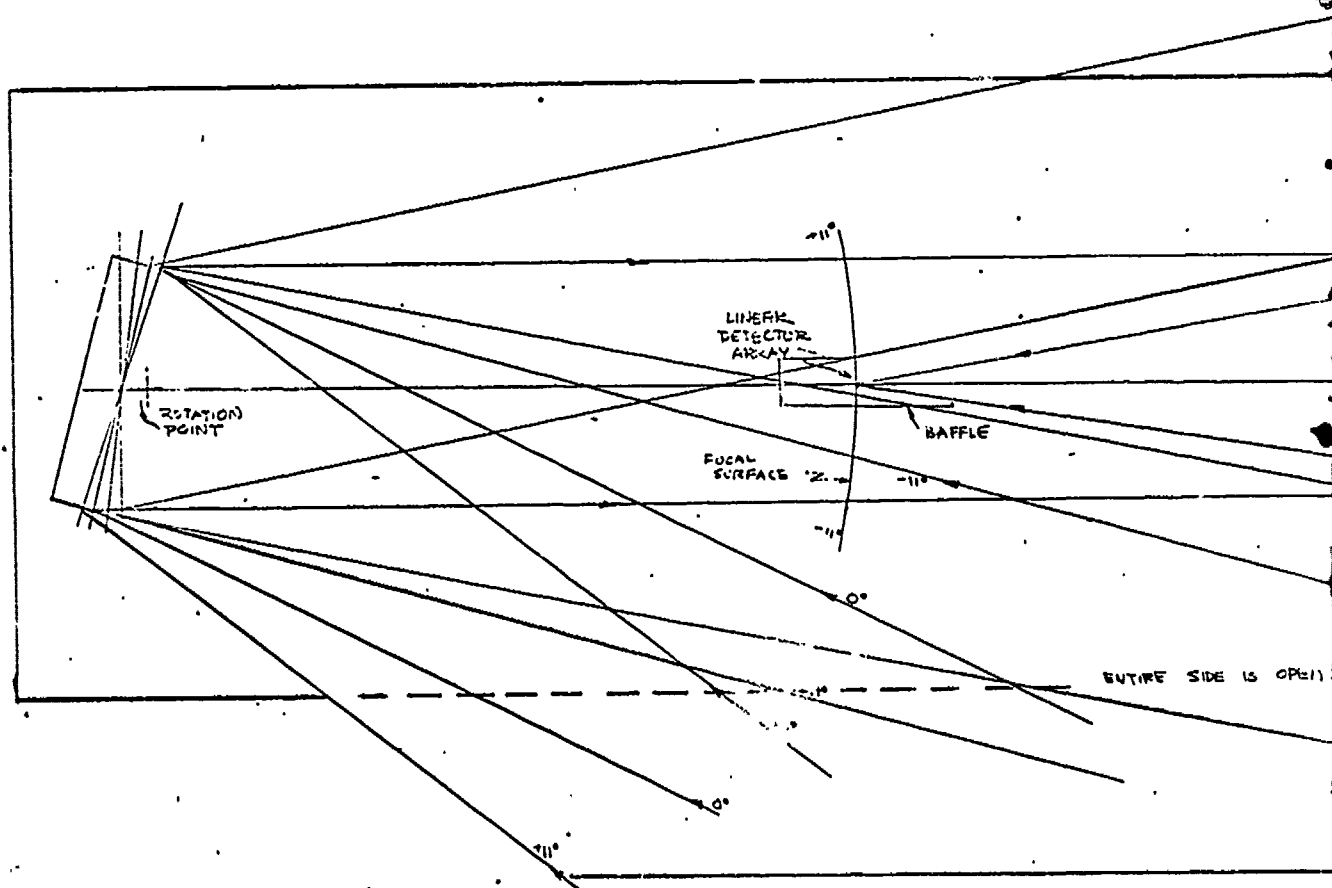 +11°
LINEAR
DETECTOR
ARRAY
ROTATION
POINT
BAFFLE
FOCAL
SURFACE
-11°
-11°
0°
ENTIRE SIDE IS OPEN
0°
+11°